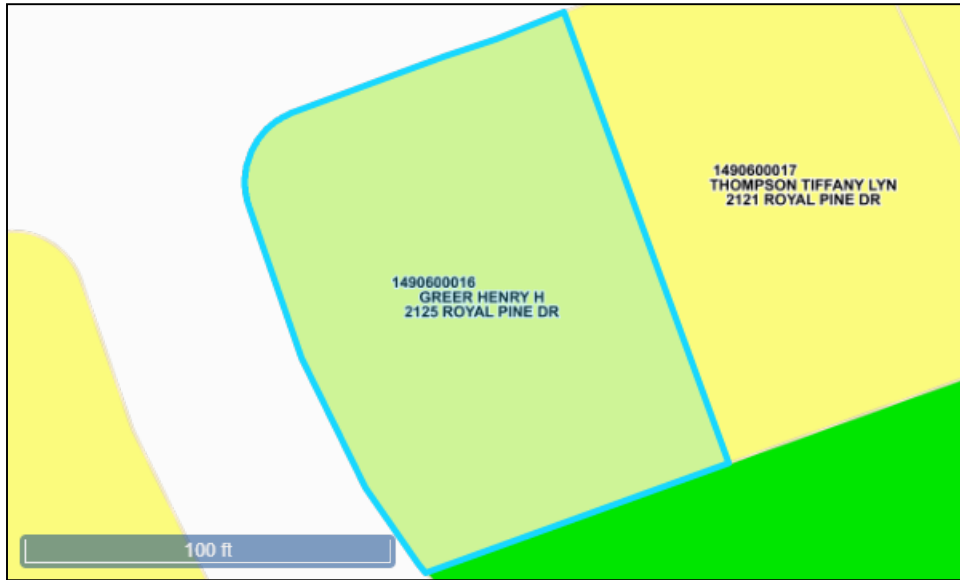 1490600017
THOMPSON TIFFANY LYN
2121 ROYAL PINE DR
1490600016
GREER HENRY H
2125 ROYAL PINE DR
100 ft